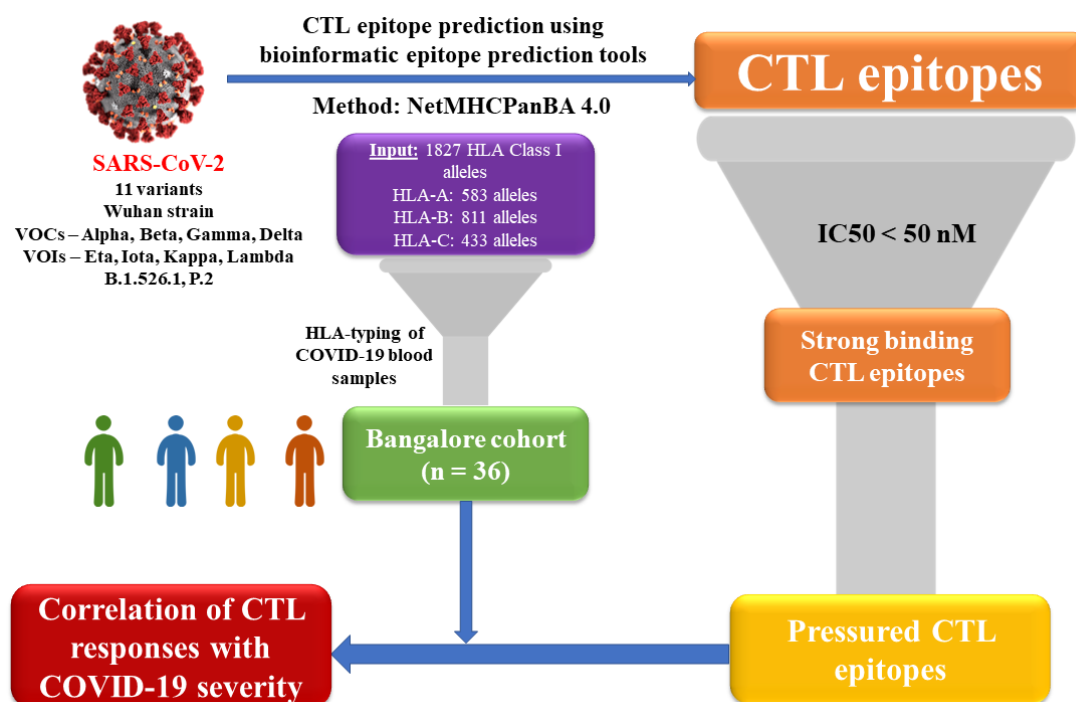 CTL epitope prediction using
bioinformatic epitope prediction tools
Method: NetMHCPanBA 4.0
CTL epitopes
SARS-CoV-2
11 variants
Wuhan strain
VOCs – Alpha, Beta, Gamma, Delta
VOIs – Eta, Iota, Kappa, Lambda
B.1.526.1, P.2
Input: 1827 HLA Class I
alleles
HLA-A: 583 alleles
HLA-B: 811 alleles
HLA-C: 433 alleles
IC50 < 50 nM
HLA-typing of
COVID-19 blood
samples
Strong binding
CTL epitopes
Bangalore cohort
(n = 36)
Correlation of CTL
responses with
COVID-19 severity
Pressured CTL
epitopes